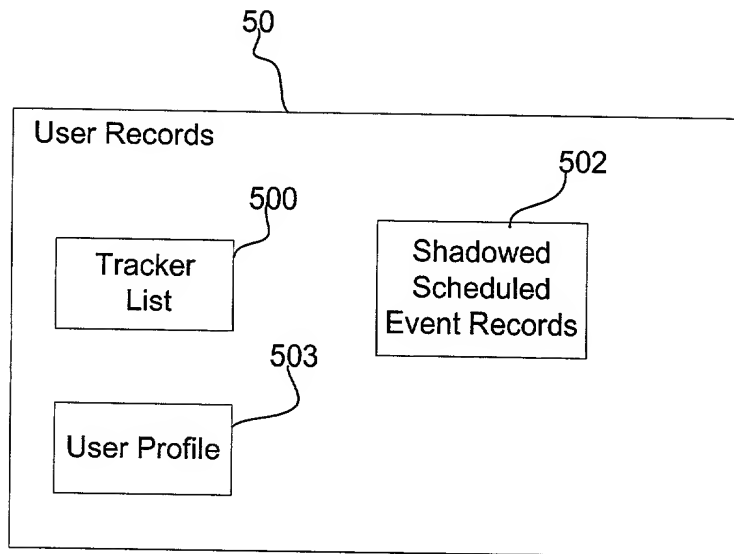 50
User Records
502
500
Shadowed
Scheduled
Event Records
Tracker
List
503
User Profile